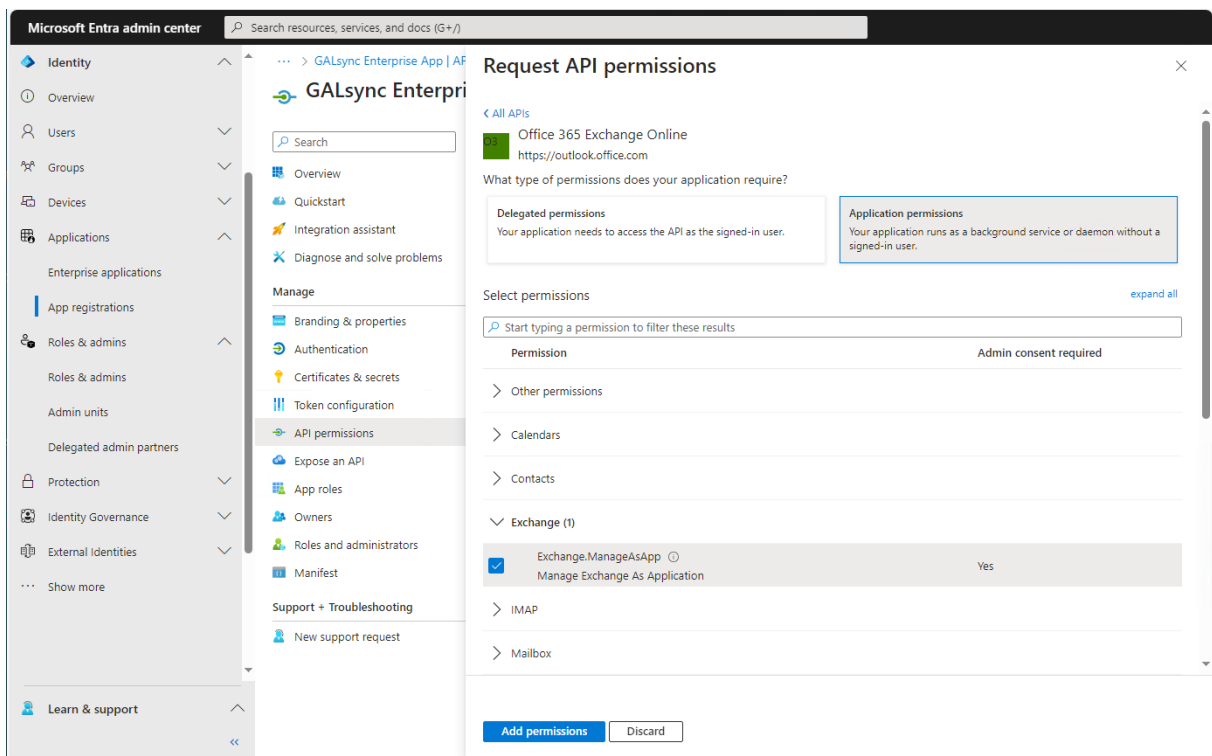 Microsoft Entra admin center
Search resources, services, and docs (G+/)
Identity
Overview
Users
Groups
Devices
Applications
Enterprise applications
App registrations
Roles & admins
Roles & admins
Admin units
Delegated admin partners
Protection
Identity Governance
External Identities
... Show more
Learn & support
«
... > GALsync Enterprise App | AP
GALsync Enterpri
Search
Overview
Quickstart
Integration assistant
Diagnose and solve problems
Manage
Branding & properties
Authentication
Certificates & secrets
Token configuration
API permissions
Expose an API
App roles
Owners
Roles and administrators
Manifest
Support + Troubleshooting
New support request
Request API permissions
All APIs
O3
Office 365 Exchange Online
https://outlook.office.com
What type of permissions does your application require?
Delegated permissions
Your application needs to access the API as the signed-in user.
Application permissions
Your application runs as a background service or daemon without a
signed-in user.
Select permissions
expand all
Start typing a permission to filter these results
Permission
Admin consent required
Other permissions
Calendars
Contacts
Exchange (1)
Exchange.ManageAsApp
Manage Exchange As Application
Yes
IMAP
Mailbox
Add permissions
Discard